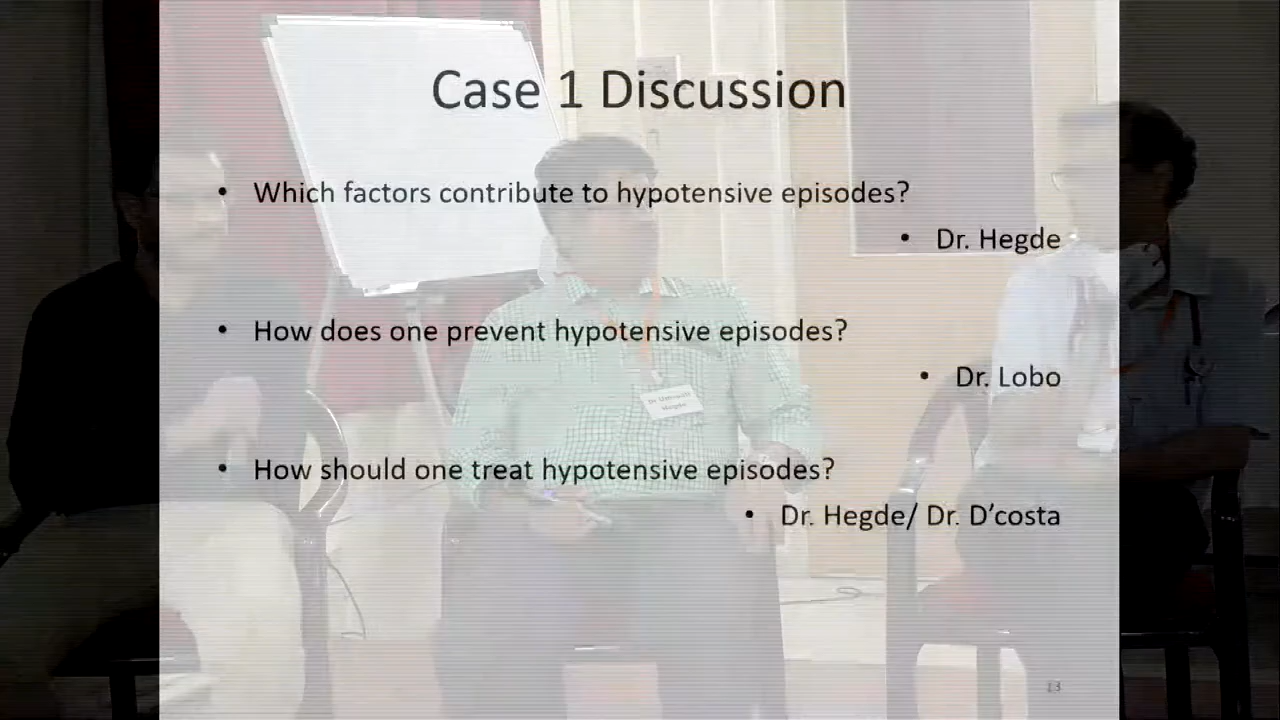 Case 1 Discussion
• Which factors contribute to hypotensive episodes?
• Dr. Hegde
• How does one prevent hypotensive episodes?
• Dr. Lobo
• How should one treat hypotensive episodes?
• Dr. Hegde/ Dr. D’costa
Hegde
13